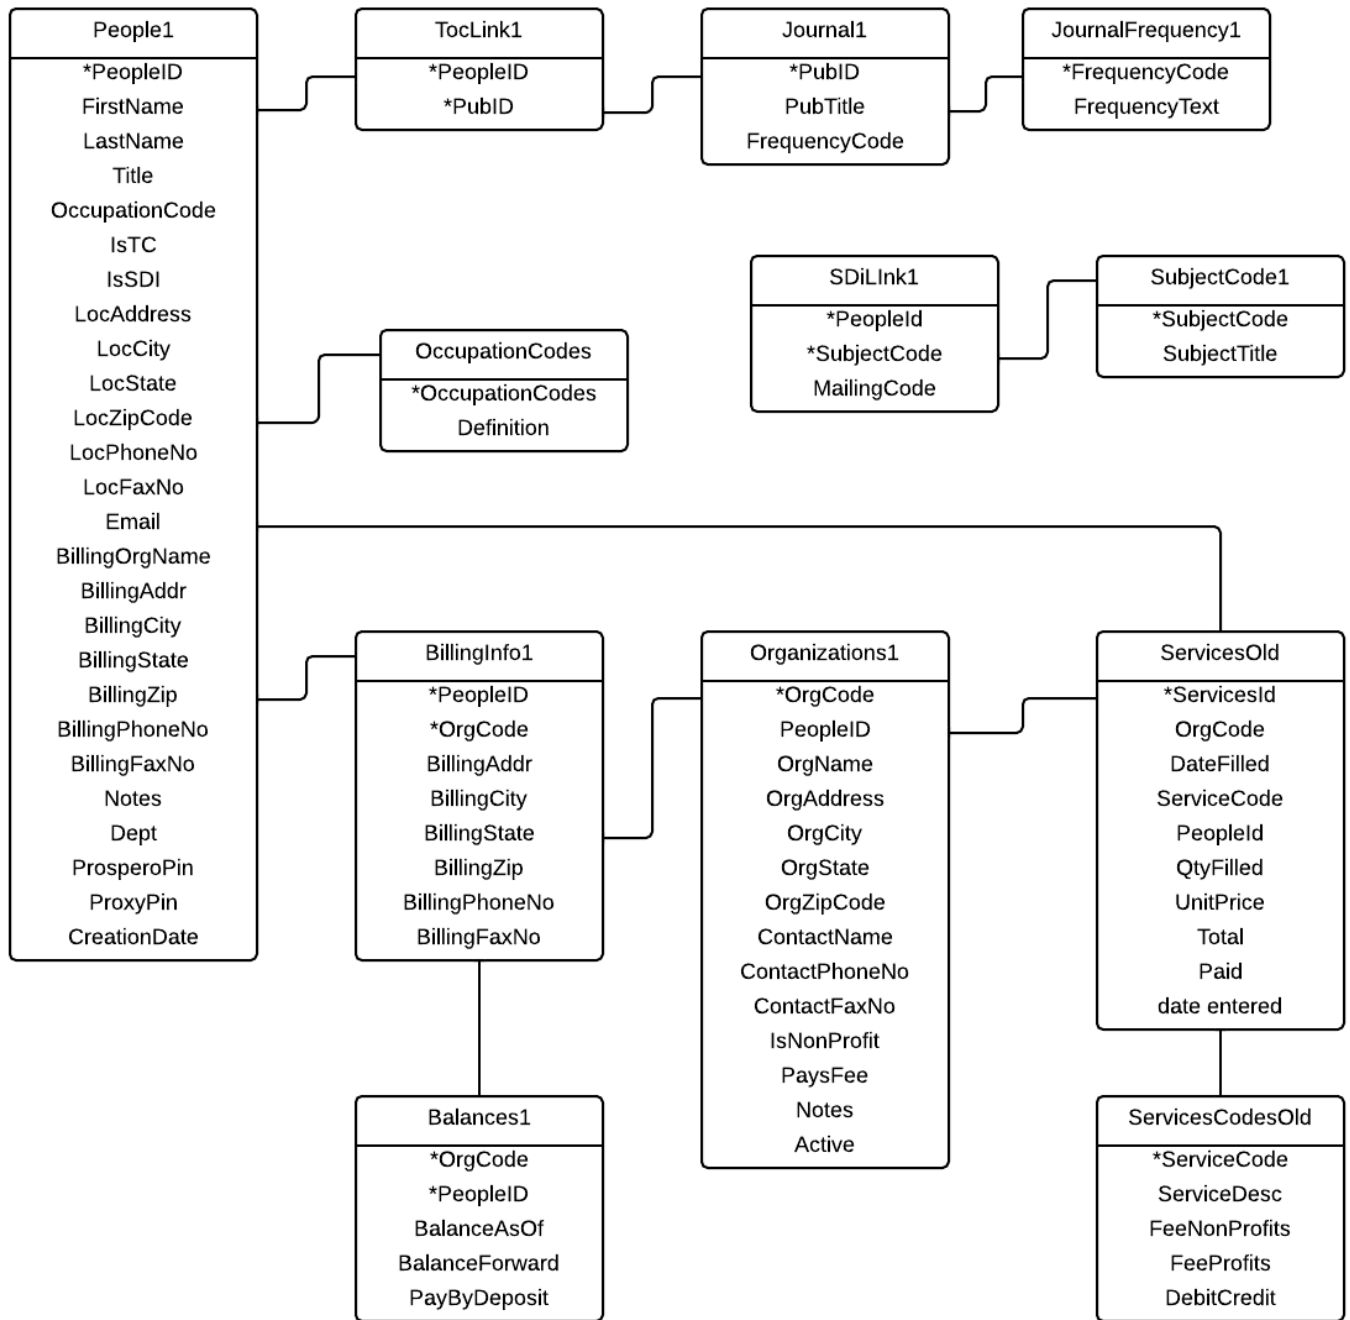 People1
*PeopleID
FirstName
LastName
Title
OccupationCode
IsTC
IsSDI
LocAddress
LocCity
LocState
LocZipCode
LocPhoneNo
LocFaxNo
Email
BillingOrgName
BillingAddr
BillingCity
BillingState
BillingZip
BillingPhoneNo
BillingFaxNo
Notes
Dept
ProsperoPin
ProxyPin
CreationDate
TocLink1
*PeopleID
*PubID
Journal1
*PubID
PubTitle
FrequencyCode
JournalFrequency1
*FrequencyCode
FrequencyText
OccupationCodes
*OccupationCodes
Definition
SDiLInk1
*PeopleId
*SubjectCode
MailingCode
SubjectCode1
*SubjectCode
SubjectTitle
BillingInfo1
*PeopleID
*OrgCode
BillingAddr
BillingCity
BillingState
BillingZip
BillingPhoneNo
BillingFaxNo
Organizations1
*OrgCode
PeopleID
OrgName
OrgAddress
OrgCity
OrgState
OrgZipCode
ContactName
ContactPhoneNo
ContactFaxNo
IsNonProfit
PaysFee
Notes
Active
ServicesOld
*ServicesId
OrgCode
DateFilled
ServiceCode
PeopleId
QtyFilled
UnitPrice
Total
Paid
date entered
Balances1
*OrgCode
*PeopleID
BalanceAsOf
BalanceForward
PayByDeposit
ServicesCodesOld
*ServiceCode
ServiceDesc
FeeNonProfits
FeeProfits
DebitCredit